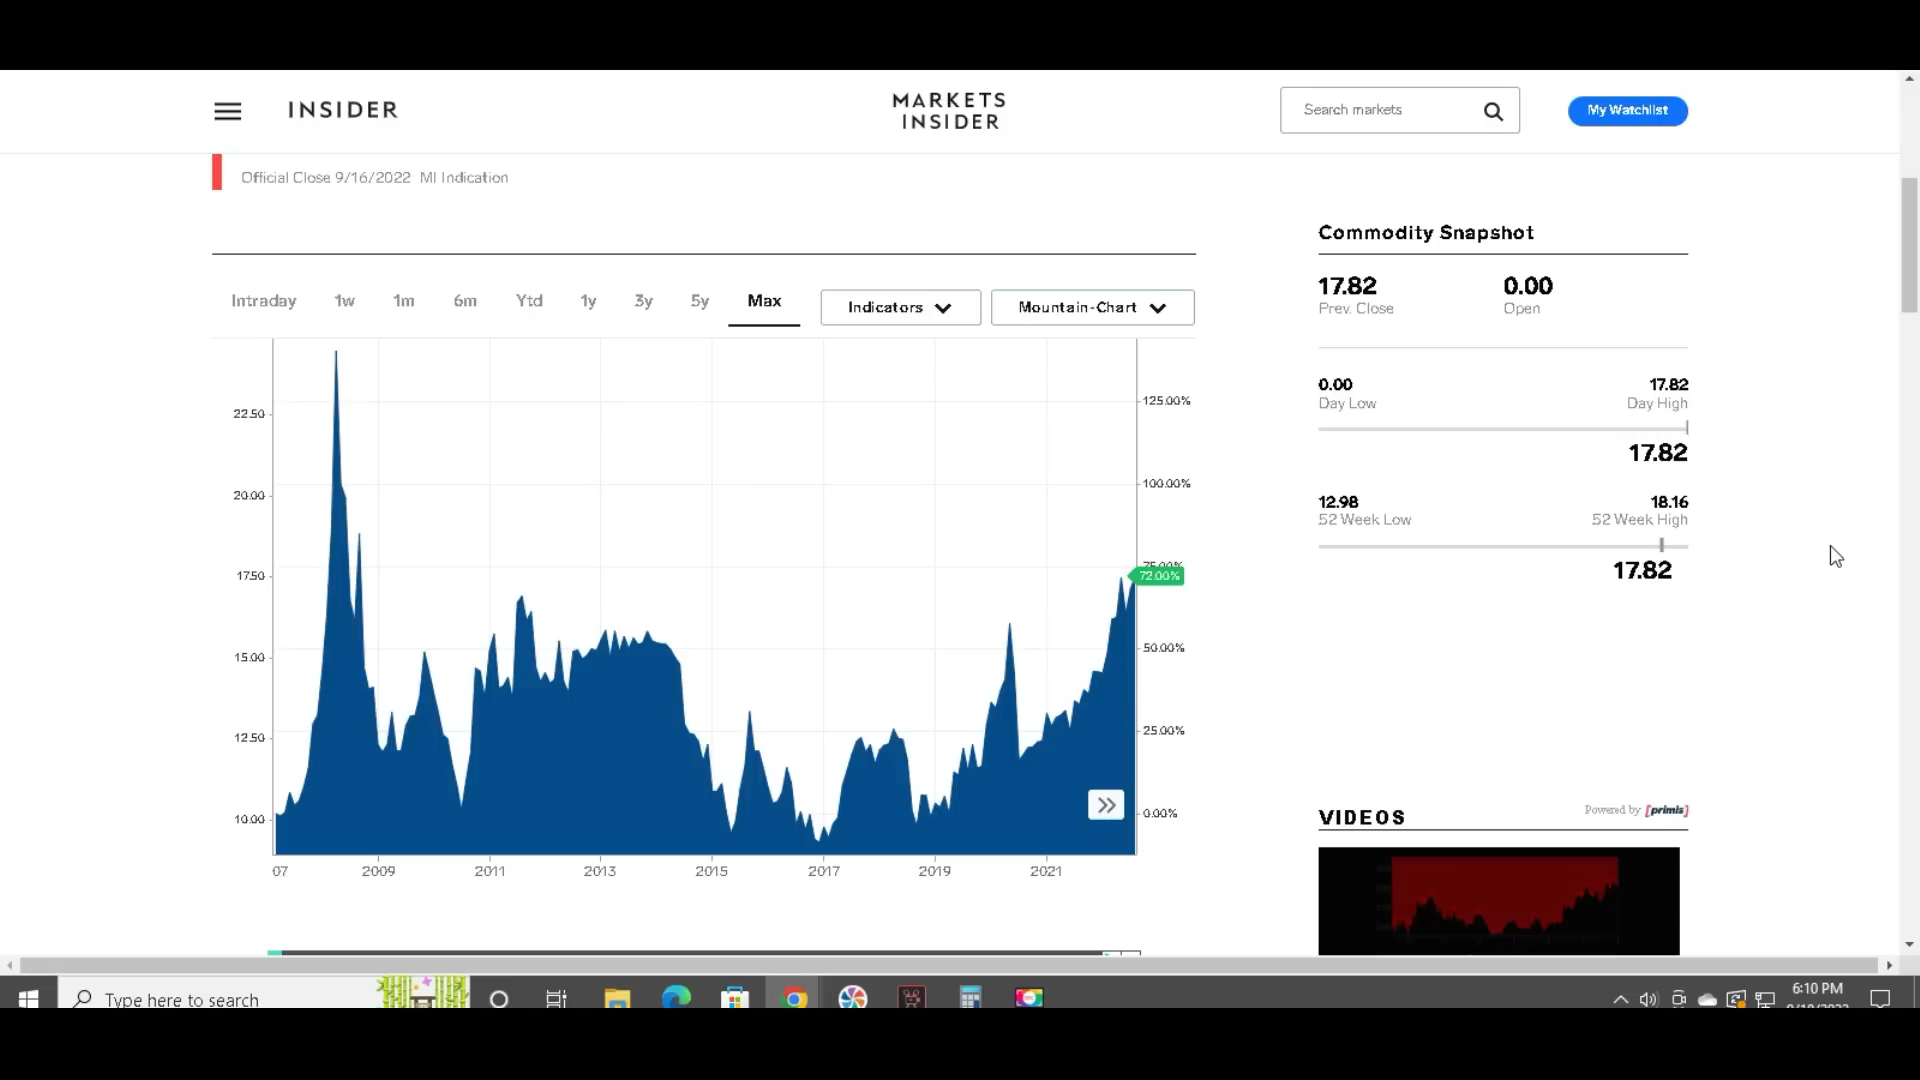 INSIDER
MARKETS
INSIDER
Search markets
My Watchlist
Official Close 9/16/2022 MI Indication
Intraday 1w 1m 6m Ytd 1y 3y 5y Max
Indicators
Mountain-Chart
22.50
20.00
17.50
15.00
12.50
10.00
125.00%
100.00%
75.00%
72.00%
50.00%
25.00%
0.00%
07 2009 2011 2013 2015 2017 2019 2021
Commodity Snapshot
17.82 0.00
Prev. Close Open
0.00 17.82
Day Low Day High
17.82
12.98 18.16
52 Week Low 52 Week High
17.82
VIDEOS
Powered by [primis]
Type here to search
6:10 PM